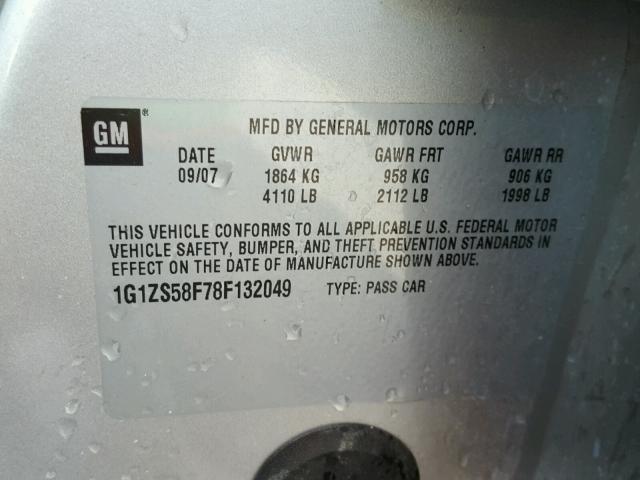 GM ®
MFD BY GENERAL MOTORS CORP.
DATE GVWR GAWR FRT GAWR RR
09/07 1864 KG 958 KG 906 KG
4110 LB 2112 LB 1998 LB
THIS VEHICLE CONFORMS TO ALL APPLICABLE U.S. FEDERAL MOTOR
VEHICLE SAFETY, BUMPER, AND THEFT PREVENTION STANDARDS IN
EFFECT ON THE DATE OF MANUFACTURE SHOWN ABOVE.
1G1ZS58F78F132049 TYPE: PASS CAR